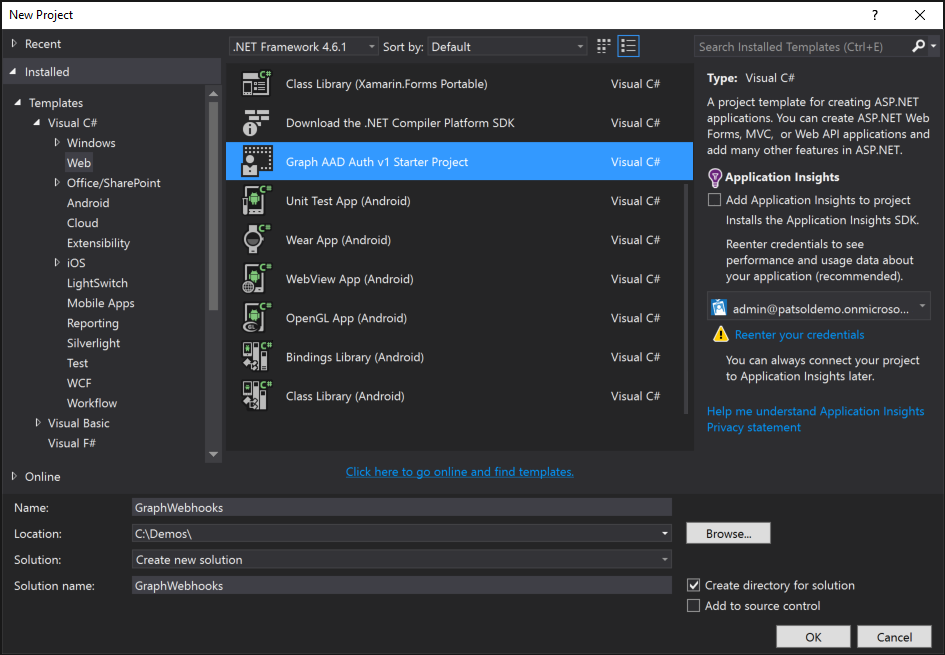 New Project
?
Recent
.NET Framework 4.6.1
Sort by:
Default
Search Installed Templates (Ctrl+E)
Installed
Templates
Visual C#
Windows
Web
Office/SharePoint
Android
Cloud
Extensibility
iOS
LightSwitch
Mobile Apps
Reporting
Silverlight
Test
WCF
Workflow
Visual Basic
Visual F#
Online
Class Library (Xamarin.Forms Portable) Visual C#
Download the .NET Compiler Platform SDK Visual C#
Graph AAD Auth v1 Starter Project Visual C#
Unit Test App (Android) Visual C#
Wear App (Android) Visual C#
WebView App (Android) Visual C#
OpenGL App (Android) Visual C#
Bindings Library (Android) Visual C#
Class Library (Android) Visual C#
Click here to go online and find templates.
Type: Visual C#
A project template for creating ASP.NET
applications. You can create ASP.NET Web
Forms, MVC, or Web API applications and
add many other features in ASP.NET.
Application Insights
Add Application Insights to project
Installs the Application Insights SDK.
Reenter credentials to see
performance and usage data about
your application (recommended).
admin@patsoldemo.onmicroso...
Reenter your credentials
You can always connect your project
to Application Insights later.
Help me understand Application Insights
Privacy statement
Name: GraphWebhooks
Location: C:\Demos\
Browse...
Solution: Create new solution
Solution name: GraphWebhooks
Create directory for solution
Add to source control
OK
Cancel